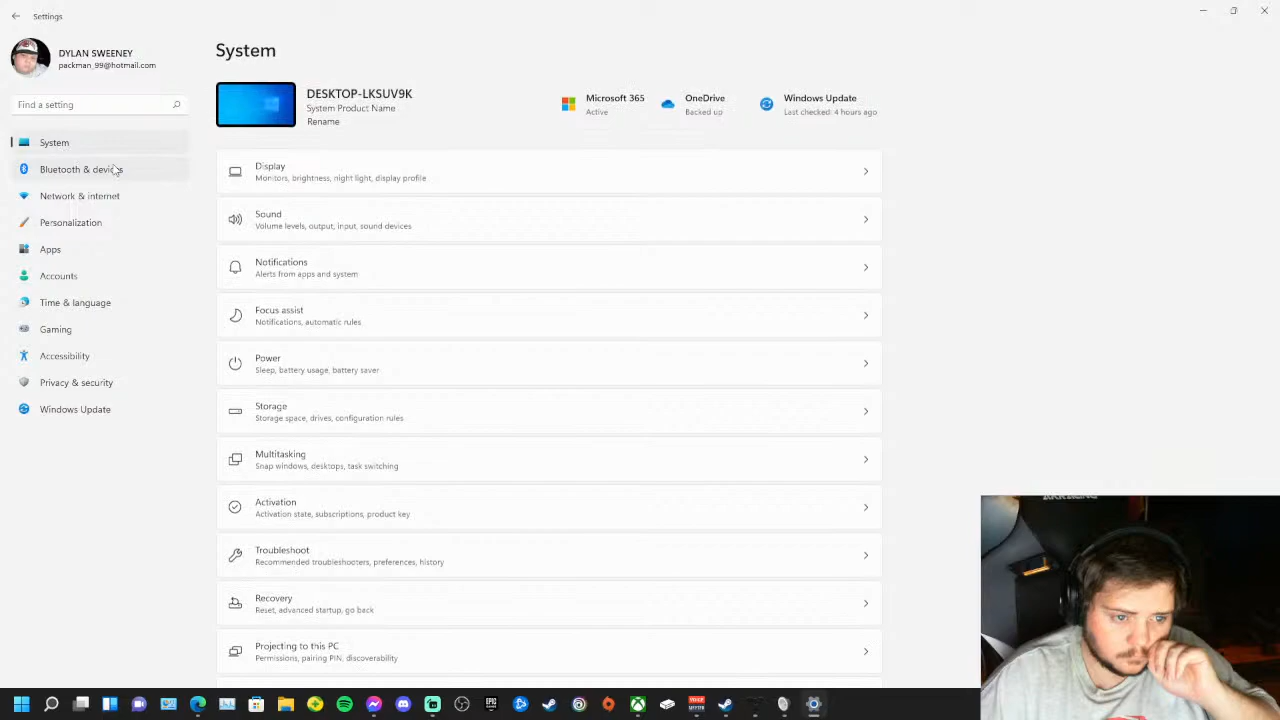 Settings
DYLAN SWEENEY
packman_99@hotmail.com
Find a setting
System
Bluetooth & devices
Network & internet
Personalization
Apps
Accounts
Time & language
Gaming
Accessibility
Privacy & security
Windows Update
System
DESKTOP-LKSUV9K
System Product Name
Rename
Microsoft 365
Active
OneDrive
Backed up
Windows Update
Last checked: 4 hours ago
Display
Monitors, brightness, night light, display profile
Sound
Volume levels, output, input, sound devices
Notifications
Alerts from apps and system
Focus assist
Notifications, automatic rules
Power
Sleep, battery usage, battery saver
Storage
Storage space, drives, configuration rules
Multitasking
Snap windows, desktops, task switching
Activation
Activation state, subscriptions, product key
Troubleshoot
Recommended troubleshooters, preferences, history
Recovery
Reset, advanced startup, go back
Projecting to this PC
Permissions, pairing PIN, discoverability